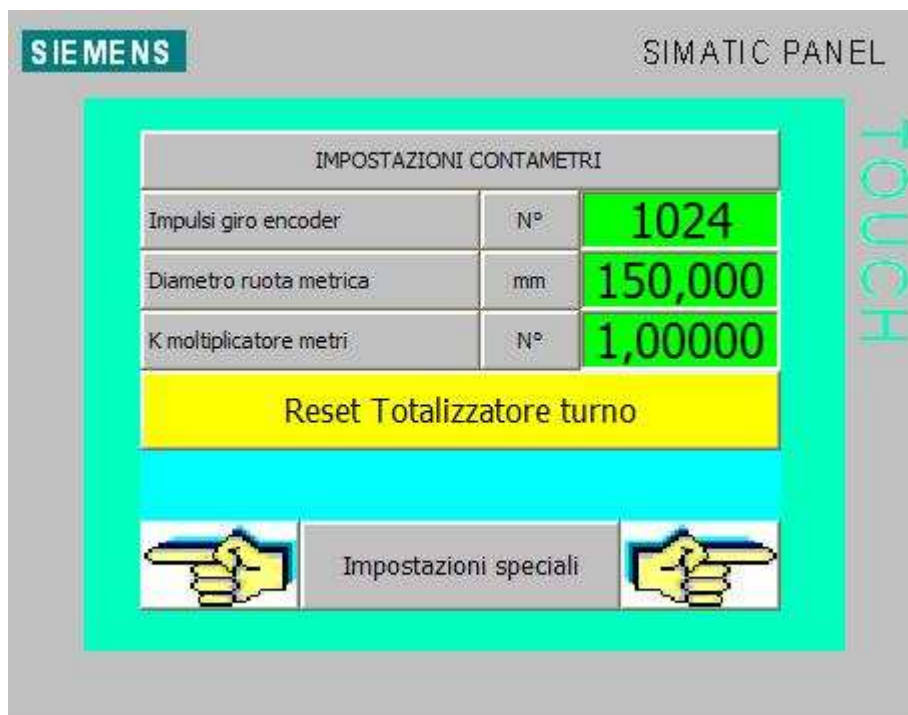 SIEMENS
SIMATIC PANEL
TOUCH
IMPOSTAZIONI CONTAMETRI
Impulsi giro encoder N° 1024
Diametro ruota metrica mm 150,000
K moltiplicatore metri N° 1,00000
Reset Totalizzatore turno
Impostazioni speciali